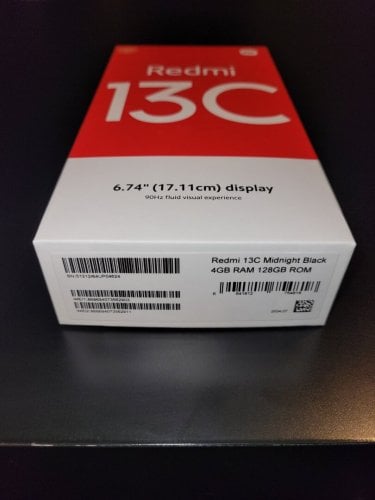 Redmi
13C
6.74" (17.11cm) display
90Hz fluid visual experience
Redmi 13C Midnight Black
4GB RAM 128GB ROM